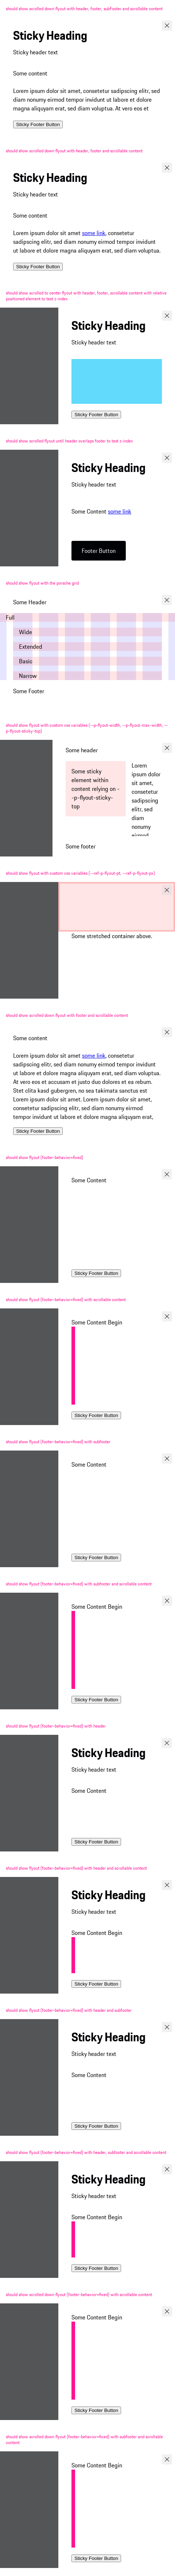 should show scrolled down flyout with header, footer, subfooter and scrollable content
Sticky Heading
Sticky header text
Some content
Lorem ipsum dolor sit amet, consetetur sadipscing elitr, sed
diam nonumy eirmod tempor invidunt ut labore et dolore
magna aliquyam erat, sed diam voluptua. At vero eos et
Sticky Footer Button
should show scrolled down flyout with header, footer and scrollable content
Sticky Heading
Sticky header text
Some content
Lorem ipsum dolor sit amet some link, consetetur
sadipscing elitr, sed diam nonumy eirmod tempor invidunt
ut labore et dolore magna aliquyam erat, sed diam voluptua.
Sticky Footer Button
should show scrolled to center flyout with header, footer, scrollable content with relative
positioned element to test z-index
Sticky Heading
Sticky header text
Sticky Footer Button
should show scrolled flyout until header overlaps footer to test z-index
Sticky Heading
Sticky header text
Some Content some link
Footer Button
should show flyout with the porsche grid
Some Header
Full
Wide
Extended
Basic
Narrow
Some Footer
should show flyout with custom css variables (--p-flyout-width, --p-flyout-max-width, --
p-flyout-sticky-top)
Some header
Some sticky
element within
content relying on -
-p-flyout-sticky-
top
Lorem
ipsum dolor
sit amet,
consetetur
sadipscing
elitr, sed
diam
nonumy
eirmod
Some footer
should show flyout with custom css variables (--ref-p-flyout-pt, --ref-p-flyout-px)
Some stretched container above.
should show scrolled down flyout with footer and scrollable content
Some content
Lorem ipsum dolor sit amet some link, consetetur
sadipscing elitr, sed diam nonumy eirmod tempor invidunt
ut labore et dolore magna aliquyam erat, sed diam voluptua.
At vero eos et accusam et justo duo dolores et ea rebum.
Stet clita kasd gubergren, no sea takimata sanctus est
Lorem ipsum dolor sit amet. Lorem ipsum dolor sit amet,
consetetur sadipscing elitr, sed diam nonumy eirmod
tempor invidunt ut labore et dolore magna aliquyam erat,
Sticky Footer Button
should show flyout (footer-behavior=fixed)
Some Content
Sticky Footer Button
should show flyout (footer-behavior=fixed) with scrollable content
Some Content Begin
Sticky Footer Button
should show flyout (footer-behavior=fixed) with subfooter
Some Content
Sticky Footer Button
should show flyout (footer-behavior=fixed) with subfooter and scrollable content
Some Content Begin
Sticky Footer Button
should show flyout (footer-behavior=fixed) with header
Sticky Heading
Sticky header text
Some Content
Sticky Footer Button
should show flyout (footer-behavior=fixed) with header and scrollable content
Sticky Heading
Sticky header text
Some Content Begin
Sticky Footer Button
should show flyout (footer-behavior=fixed) with header and subfooter
Sticky Heading
Sticky header text
Some Content
Sticky Footer Button
should show flyout (footer-behavior=fixed) with header, subfooter and scrollable content
Sticky Heading
Sticky header text
Some Content Begin
Sticky Footer Button
should show scrolled down flyout (footer-behavior=fixed) with scrollable content
Some Content Begin
Sticky Footer Button
should show scrolled down flyout (footer-behavior=fixed) with subfooter and scrollable
content
Some Content Begin
Sticky Footer Button